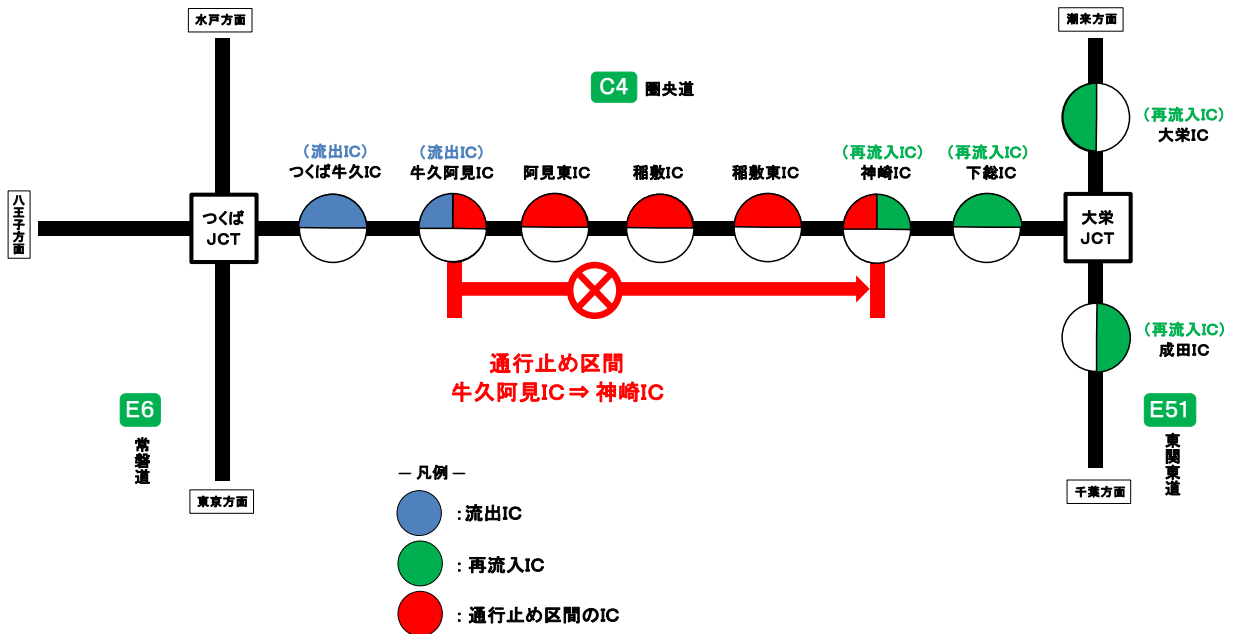 水戸方面
潮来方面
C4 圏央道
(再流入IC)
大栄IC
(流出IC)
つくば牛久IC
(流出IC)
牛久阿見IC
阿見東IC
稲敷IC
稲敷東IC
(再流入IC)
神崎IC
(再流入IC)
下総IC
八王子方面
つくば
JCT
大栄
JCT
(再流入IC)
成田IC
通行止め区間
牛久阿見IC ⇒ 神崎IC
E6
常磐道
E51
東関東道
東京方面
千葉方面
– 凡例 –
:流出IC
:再流入IC
:通行止め区間のIC